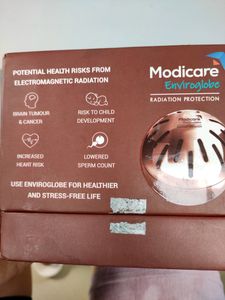 POTENTIAL HEALTH RISKS FROM
ELECTROMAGNETIC RADIATION
BRAIN TUMOUR
& CANCER
RISK TO CHILD
DEVELOPMENT
INCREASED
HEART RISK
LOWERED
SPERM COUNT
USE ENVIROGLOBE FOR HEALTHIER
AND STRESS-FREE LIFE
Modicare
Enviroglobe
RADIATION PROTECTION
Modicare